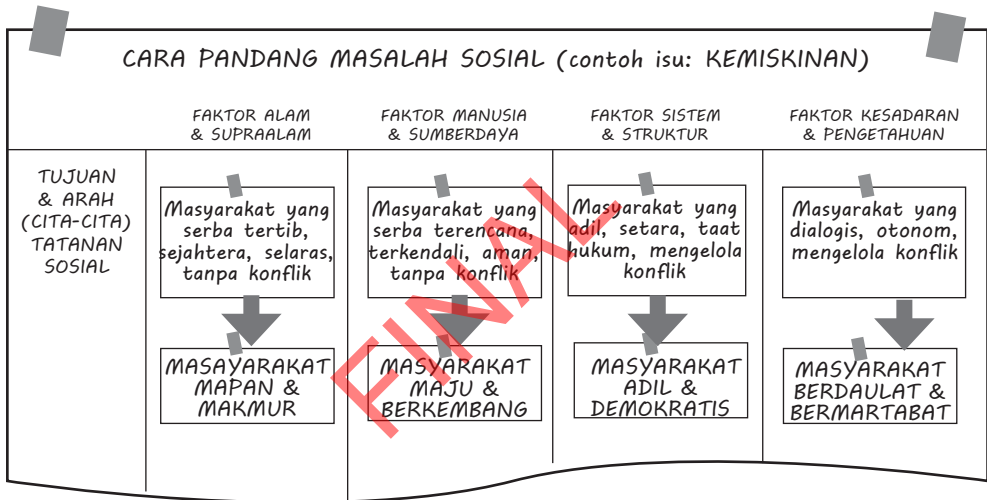 CARA PANDANG MASALAH SOSIAL (contoh isu: KEMISKINAN)
FAKTOR ALAM
& SUPRAALAM
FAKTOR MANUSIA
& SUMBERDAYA
FAKTOR SISTEM
& STRUKTUR
FAKTOR KESADARAN
& PENGETAHUAN
TUJUAN
& ARAH
(CITA-CITA)
TATANAN
SOSIAL
Masyarakat yang
serba tertib,
sejahtera, selaras,
tanpa konflik
Masyarakat yang
serba terencana,
terkendali, aman,
tanpa konflik
Masyarakat yang
adil, setara, taat
hukum, mengelola
konflik
Masyarakat yang
dialogis, otonom,
mengelola konflik
MASAYARAKAT
MAPAN &
MAKMUR
MASYARAKAT
MAJU &
BERKEMBANG
MASYARAKAT
ADIL &
DEMOKRATIS
MASYARAKAT
BERDAULAT &
BERMARTABAT
FINAL